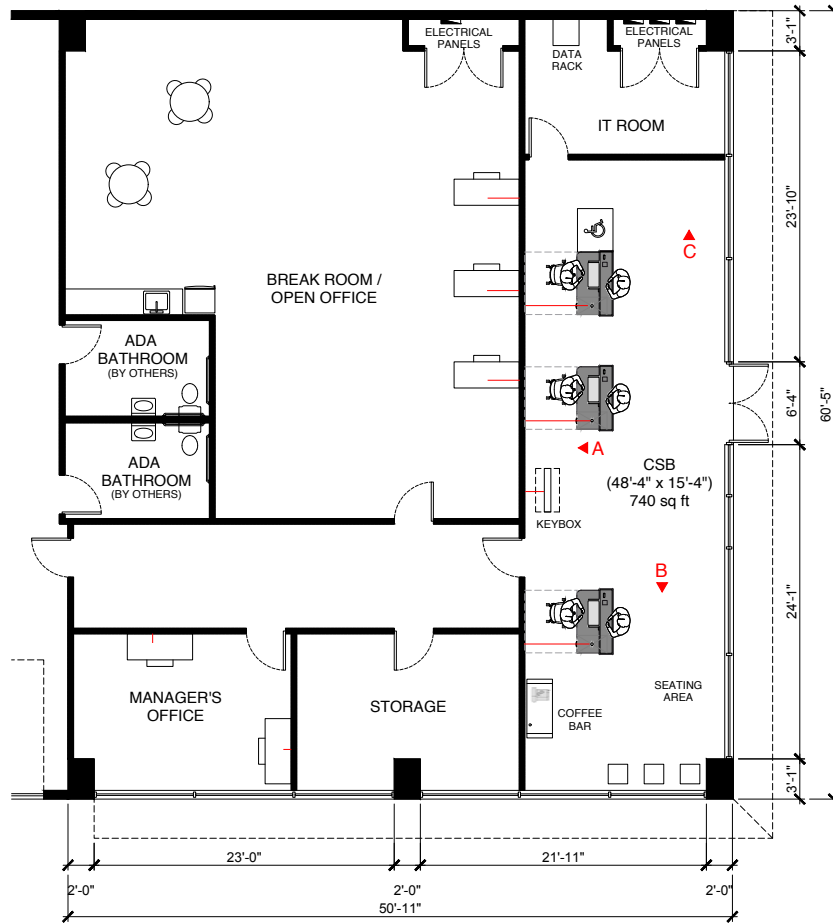 ELECTRICAL
PANELS
ELECTRICAL
PANELS
DATA
RACK
IT ROOM
3'-1"
23'-10"
C
BREAK ROOM /
OPEN OFFICE
ADA
BATHROOM
(BY OTHERS)
6'-4"
60'-5"
A
ADA
BATHROOM
(BY OTHERS)
CSB
(48'-4" x 15'-4")
740 sq ft
KEYBOX
B
24'-1"
MANAGER'S
OFFICE
STORAGE
COFFEE
BAR
SEATING
AREA
3'-1"
23'-0"
21'-11"
2'-0"
2'-0"
2'-0"
50'-11"